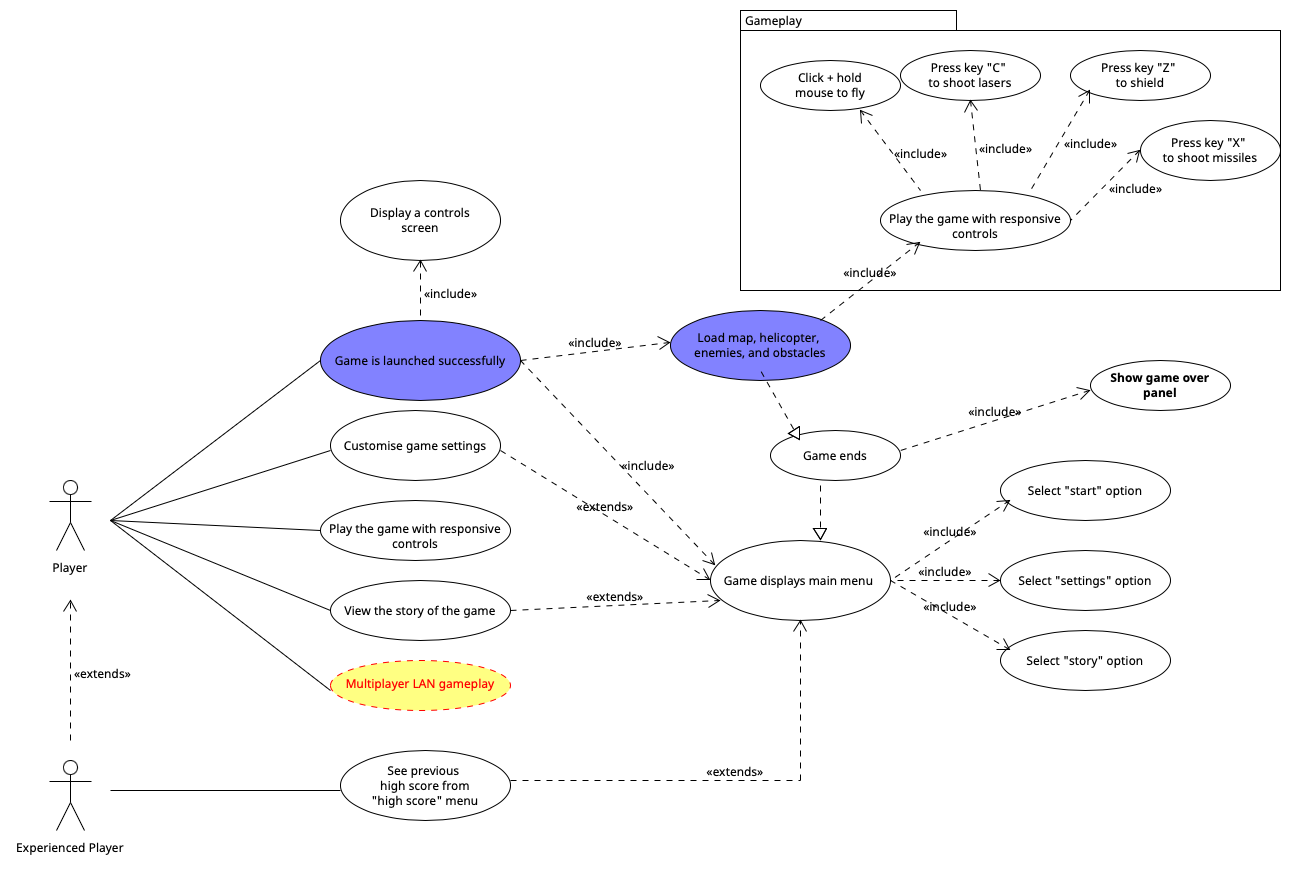 Gameplay
Click + hold
mouse to fly
Press key "C"
to shoot lasers
Press key "Z"
to shield
Press key "X"
to shoot missiles
«include»
«include»
«include»
«include»
Play the game with responsive
controls
Display a controls
screen
«include»
«include»
Game is launched successfully
«include»
Load map, helicopter,
enemies, and obstacles
Show game over
panel
«include»
Customise game settings
Game ends
«include»
«extends»
Select "start" option
«include»
Play the game with responsive
controls
Player
Game displays main menu
«include»
Select "settings" option
View the story of the game
«extends»
«include»
Select "story" option
«extends»
Multiplayer LAN gameplay
See previous
high score from
"high score" menu
«extends»
Experienced Player